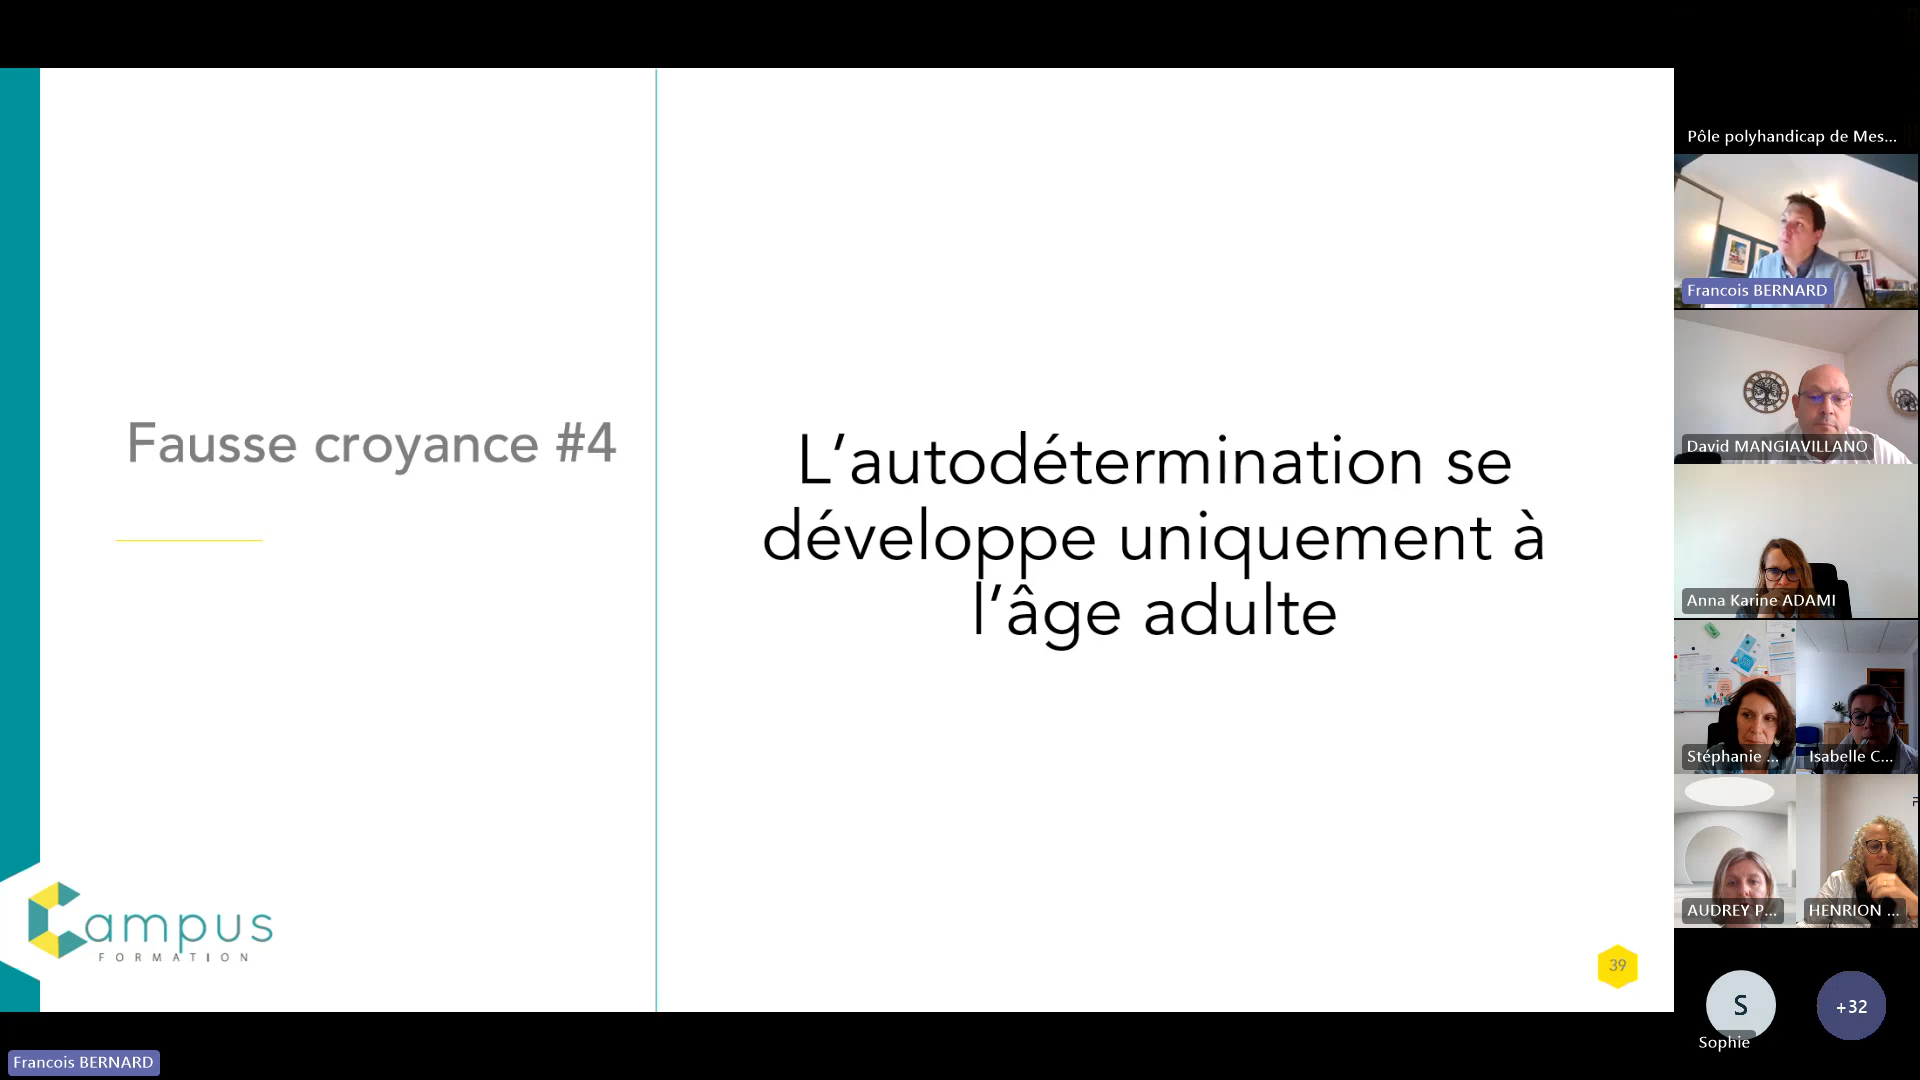 Fausse croyance #4
L'autodétermination se
développe uniquement à
l'âge adulte
Campus
FORMATION
39
Pôle polyhandicap de Mes...
Francois BERNARD
David MANGIAVILLANO
Anna Karine ADAMI
Stéphanie ...
Isabelle C...
AUDREY P...
HENRION ...
S
Sophie
+32
Francois BERNARD